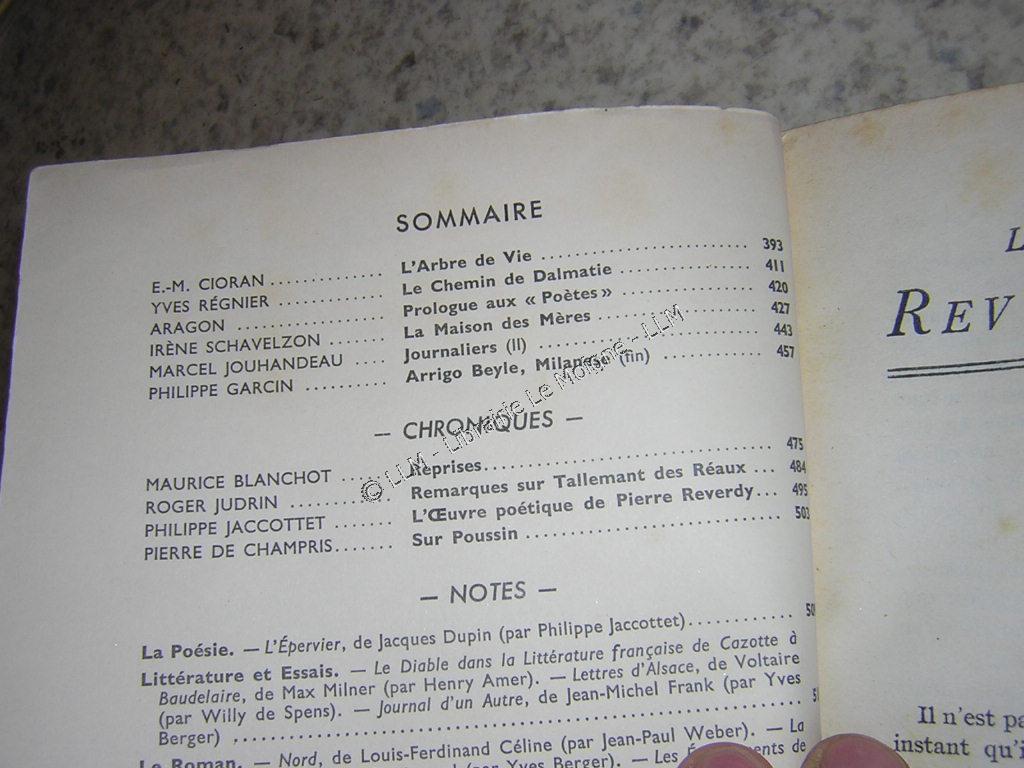 SOMMAIRE
E.-M. CIORAN ............ L'Arbre de Vie ........................ 393
YVES RÉGNIER ............ Le Chemin de Dalmatie ................ 411
ARAGON ................. Prologue aux « Poètes » ............... 420
IRÈNE SCHAVELZON ....... La Maison des Mères .................. 427
MARCEL JOUHANDEAU ... Journaliers (II) ........................ 443
PHILIPPE GARCIN .......... Arrigo Beyle, Milanese (fin) ............ 457
— CHRONIQUES —
MAURICE BLANCHOT ..... Reprises................................ 475
ROGER JUDRIN ........... Remarques sur Tallemant des Réaux ... 484
PHILIPPE JACCOTTET ....... L'Œuvre poétique de Pierre Reverdy... 495
PIERRE DE CHAMPRIS....... Sur Poussin ............................ 503
© LLM - Librairie Le Moigne - LLM
— NOTES —
La Poésie. — L'Épervier, de Jacques Dupin (par Philippe Jaccottet)............
Littérature et Essais. — Le Diable dans la Littérature française de Cazotte à
Baudelaire, de Max Milner (par Henry Amer). — Lettres d'Alsace, de Voltaire
(par Willy de Spens). — Journal d'un Autre, de Jean-Michel Frank (par Yves
Berger) ............................................................
Le Roman. — Nord, de Louis-Ferdinand Céline (par Jean-Paul Weber). — La
(par Yves Berger). — Les de
L
REV
Il n'est pa
instant qu'i